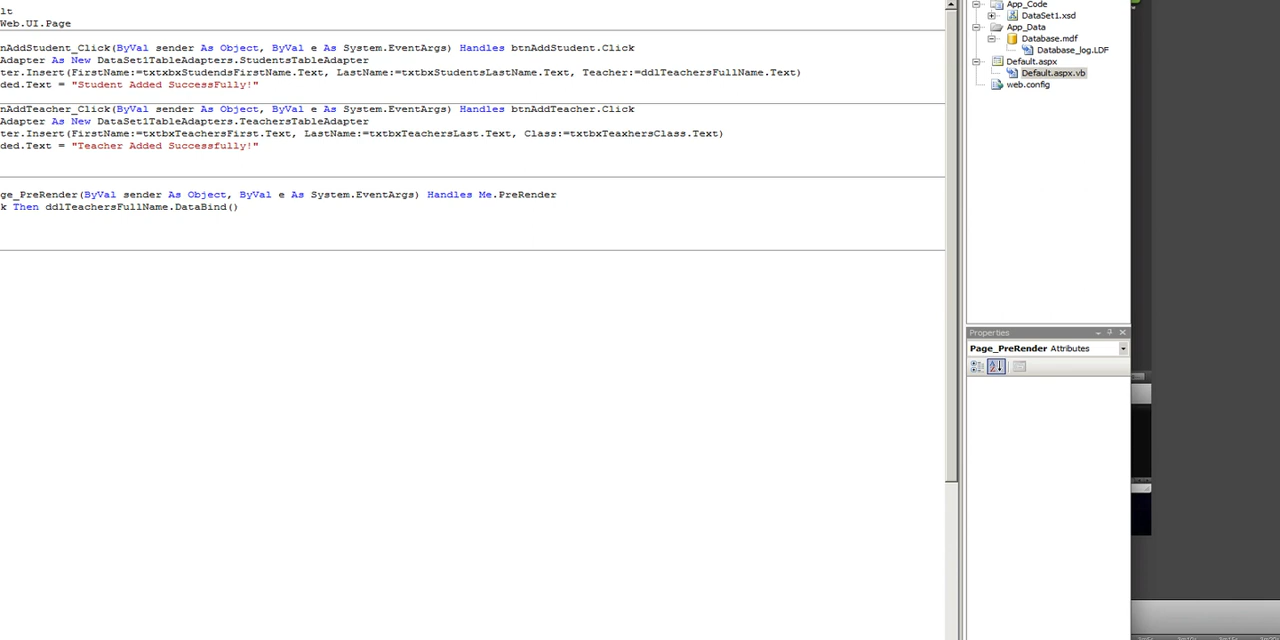 lt
Web.UI.Page
nAddStudent_Click(ByVal sender As Object, ByVal e As System.EventArgs) Handles btnAddStudent.Click
Adapter As New DataSet1TableAdapters.StudentsTableAdapter
ter.Insert(FirstName:=txtxbxStudendsFirstName.Text, LastName:=txtbxStudentsLastName.Text, Teacher:=ddlTeachersFullName.Text)
ded.Text = "Student Added SuccessFully!"
nAddTeacher_Click(ByVal sender As Object, ByVal e As System.EventArgs) Handles btnAddTeacher.Click
Adapter As New DataSet1TableAdapters.TeachersTableAdapter
ter.Insert(FirstName:=txtbxTeachersFirst.Text, LastName:=txtbxTeachersLast.Text, Class:=txtbxTeaxhersClass.Text)
ded.Text = "Teacher Added Successfully!"
ge_PreRender(ByVal sender As Object, ByVal e As System.EventArgs) Handles Me.PreRender
k Then ddlTeachersFullName.DataBind()
App_Code
DataSet1.xsd
App_Data
Database.mdf
Database_log.LDF
Default.aspx
Default.aspx.vb
web.config
Properties
Page_PreRender Attributes